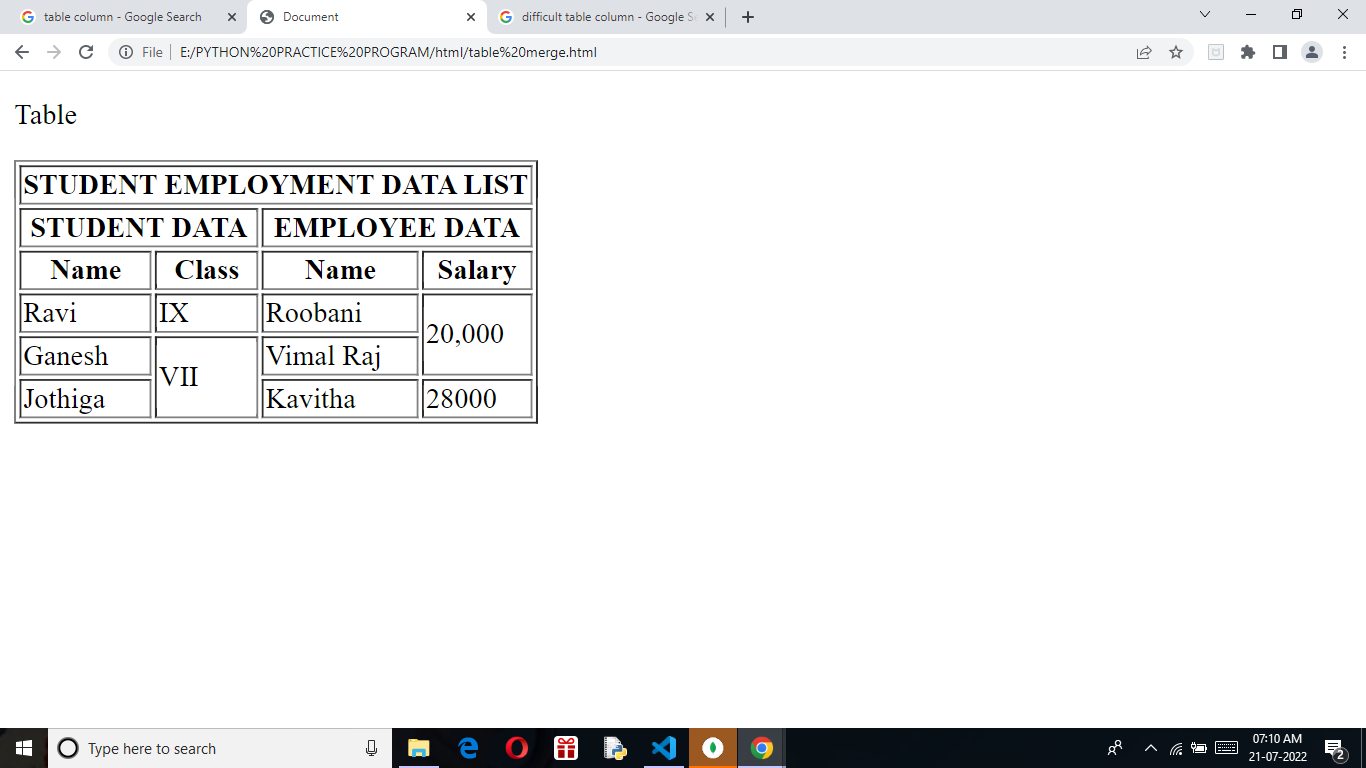 table column - Google Search
Document
difficult table column - Google S
File
E:/PYTHON%20PRACTICE%20PROGRAM/html/table%20merge.html
Table
STUDENT EMPLOYMENT DATA LIST
STUDENT DATA EMPLOYEE DATA
Name Class Name Salary
Ravi IX Roobani 20,000
Ganesh VII Vimal Raj
Jothiga Kavitha 28000
Type here to search
07:10 AM
21-07-2022
2